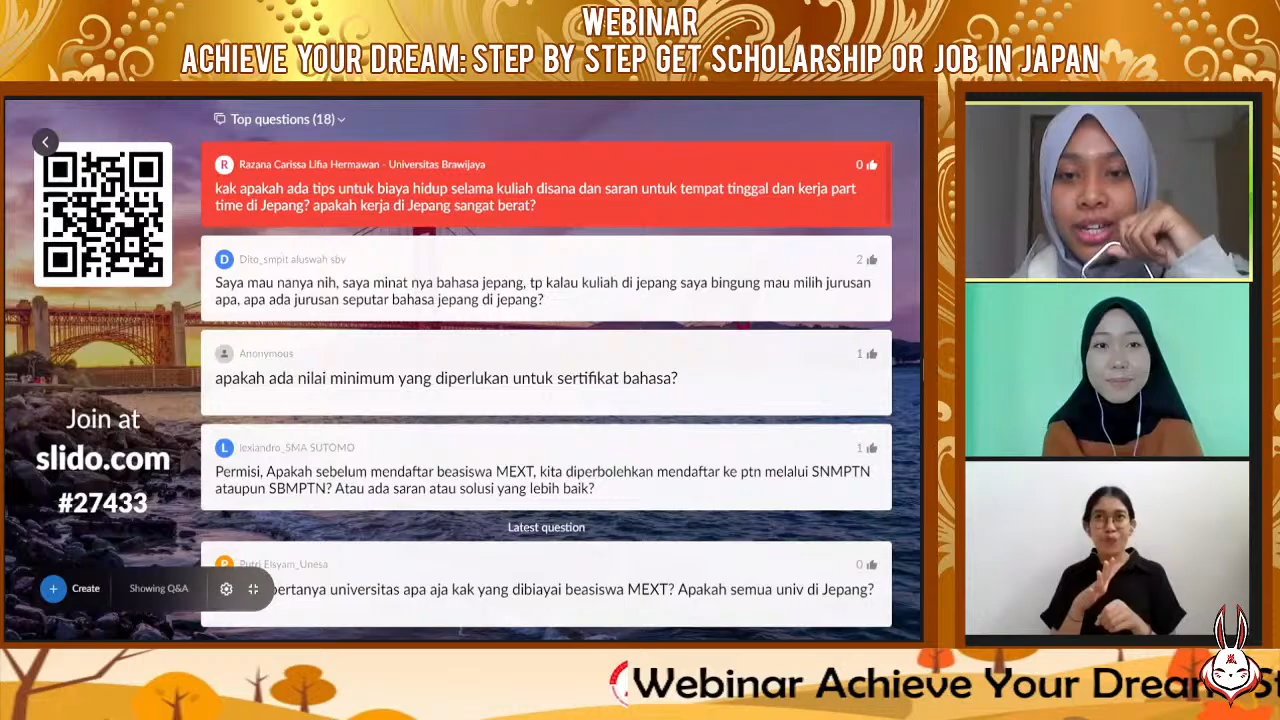 WEBINAR
ACHIEVE YOUR DREAM: STEP BY STEP GET SCHOLARSHIP OR JOB IN JAPAN
Top questions (18)
R Razana Carissa Lifia Hermawan - Universitas Brawijaya 0
kak apakah ada tips untuk biaya hidup selama kuliah disana dan saran untuk tempat tinggal dan kerja part
time di Jepang? apakah kerja di Jepang sangat berat?
D Dito_smpit aluswah sby 2
Saya mau nanya nih, saya minat nya bahasa jepang, tp kalau kuliah di jepang saya bingung mau milih jurusan
apa, apa ada jurusan seputar bahasa jepang di jepang?
Anonymous 1
apakah ada nilai minimum yang diperlukan untuk sertifikat bahasa?
L lexiandro_SMA SUTOMO 1
Permisi, Apakah sebelum mendaftar beasiswa MEXT, kita diperbolehkan mendaftar ke ptn melalui SNMPTN
ataupun SBMPTN? Atau ada saran atau solusi yang lebih baik?
Latest question
P Putri Elsyam_Unesa 0
bertanya universitas apa aja kak yang dibiayai beasiswa MEXT? Apakah semua univ di Jepang?
Join at
slido.com
#27433
+ Create Showing Q&A
Webinar Achieve Your Dream St